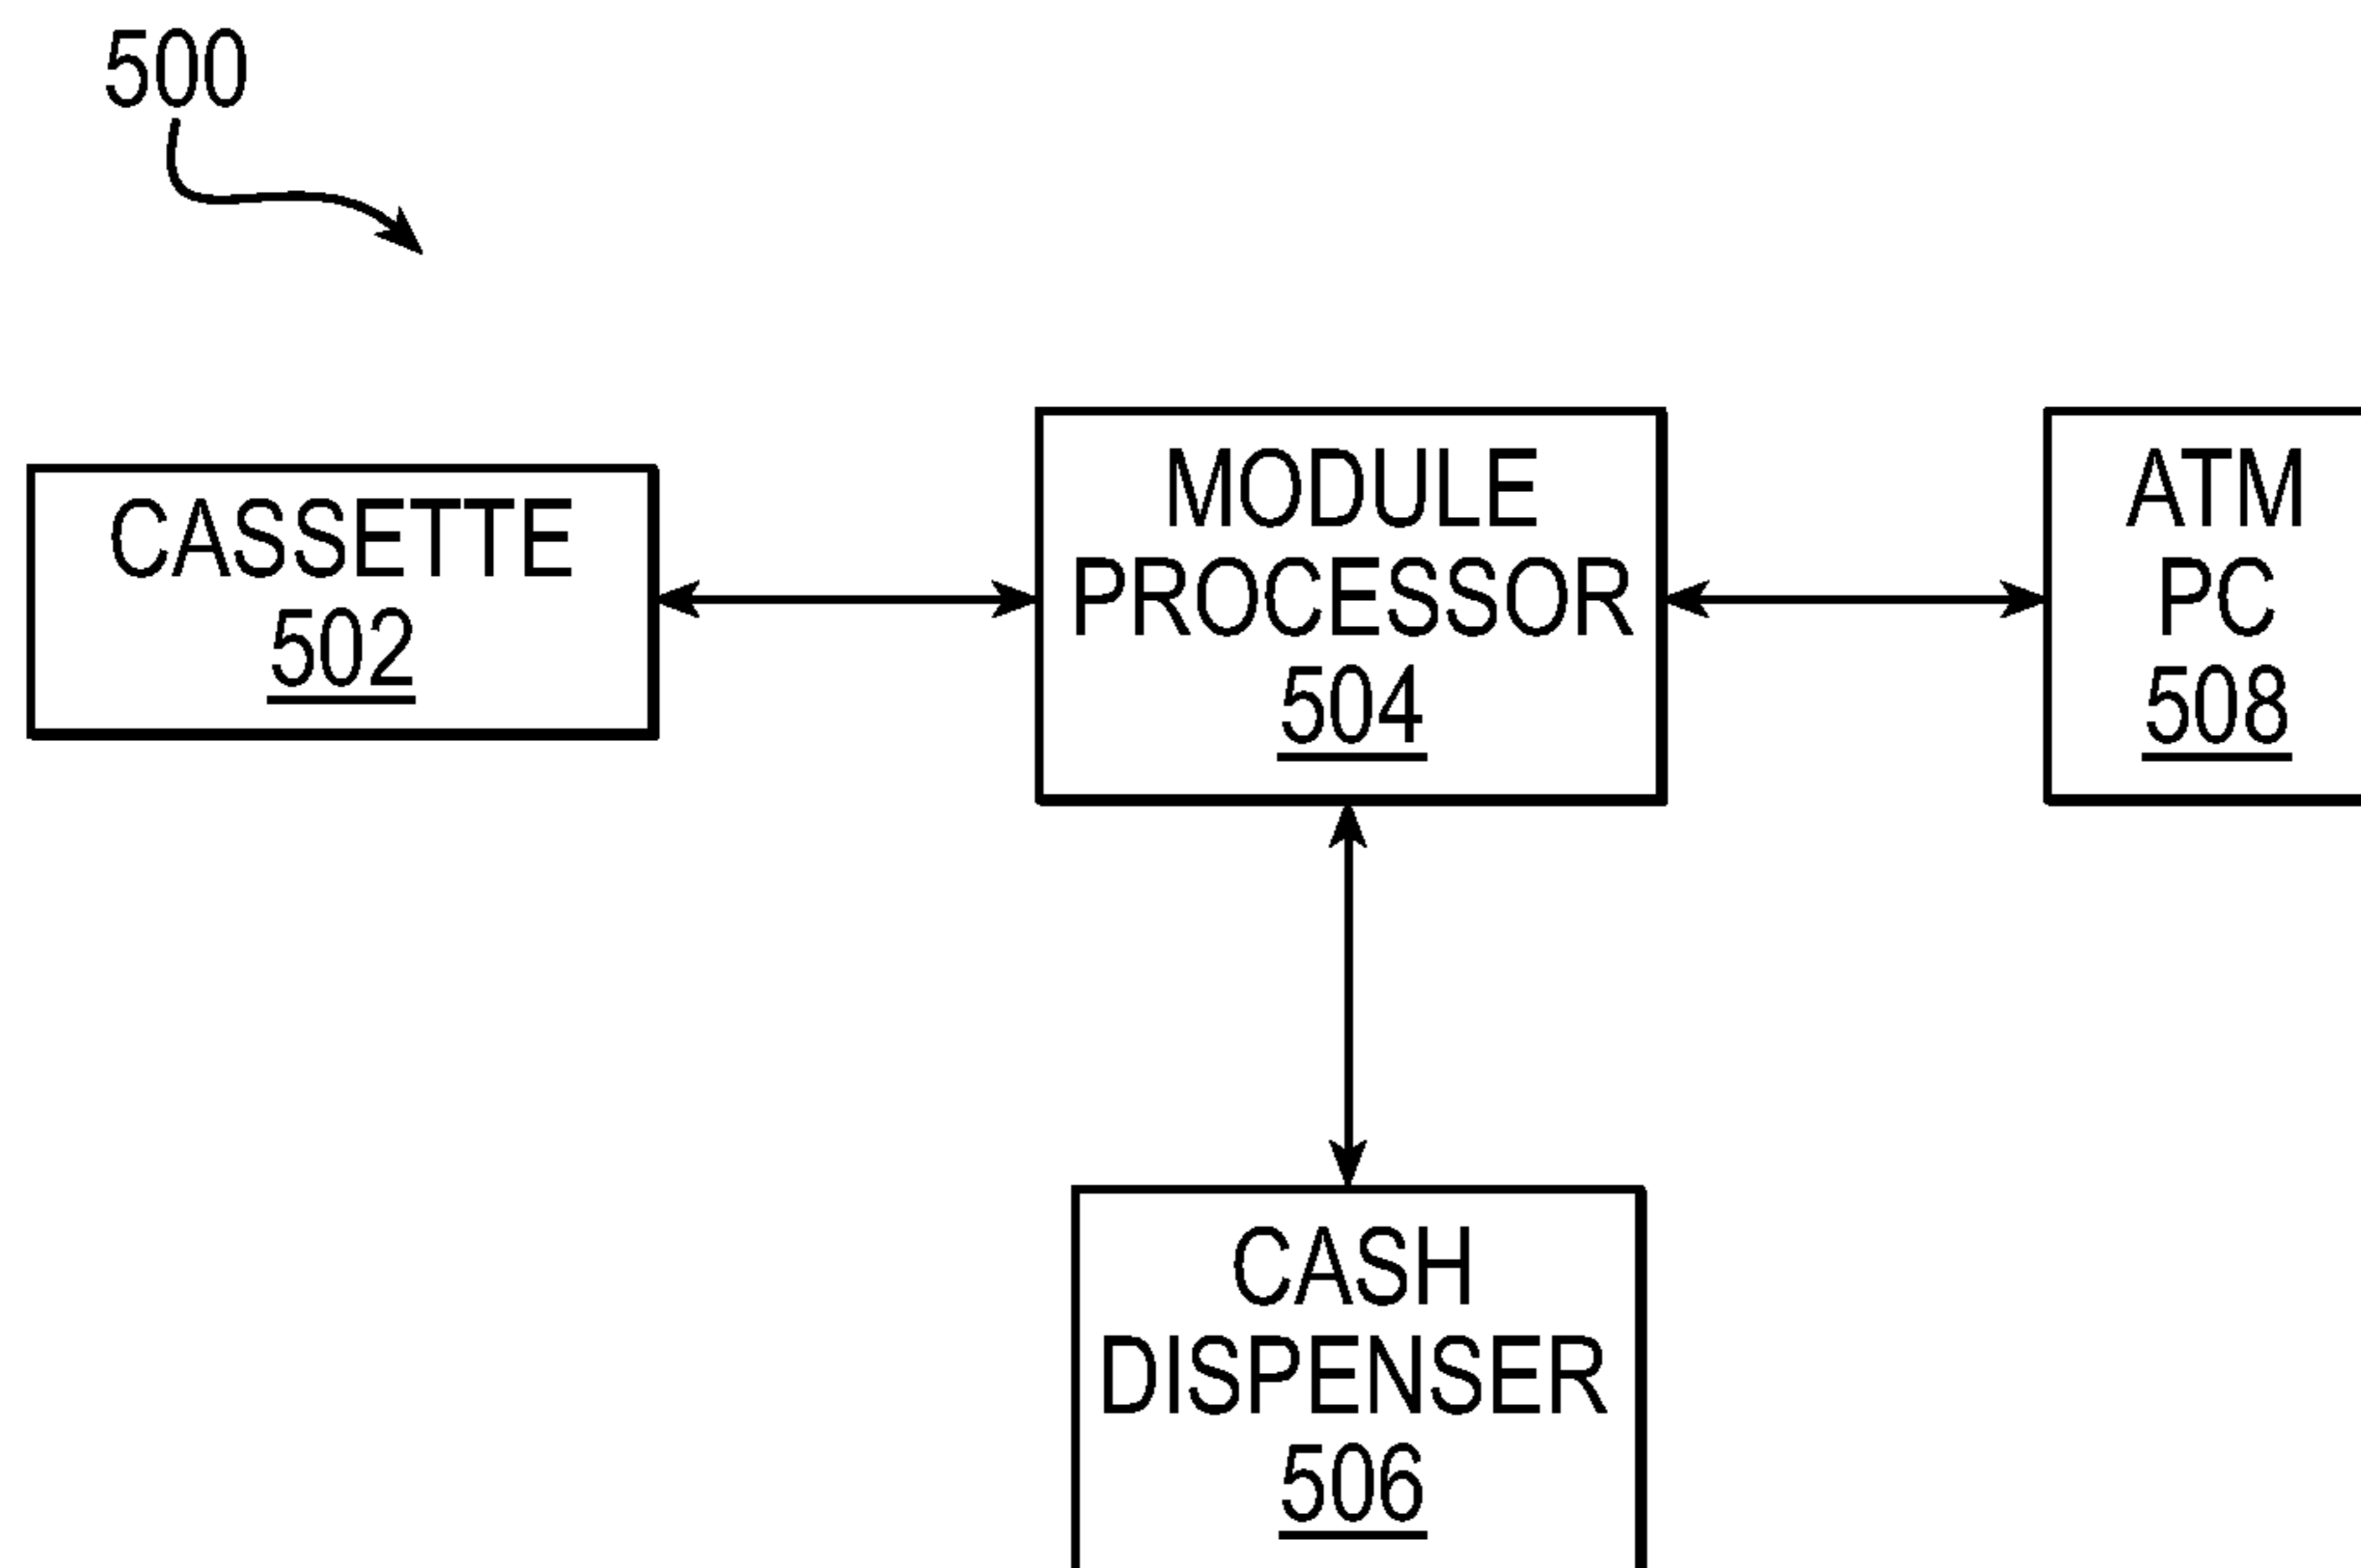 500
CASSETTE
502
MODULE
PROCESSOR
504
ATM
PC
508
CASH
DISPENSER
506